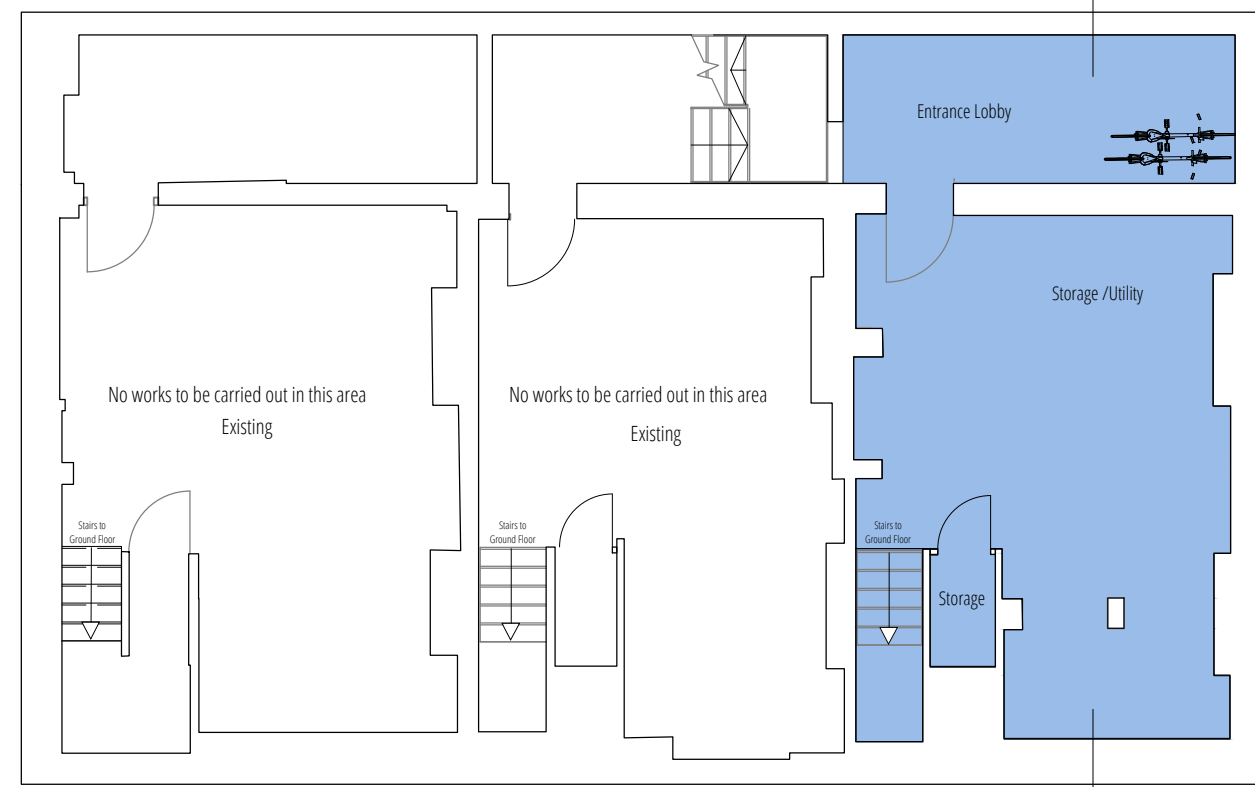 Entrance Lobby
Storage /Utility
No works to be carried out in this area
Existing
No works to be carried out in this area
Existing
Stairs to
Ground Floor
Stairs to
Ground Floor
Stairs to
Ground Floor
Storage